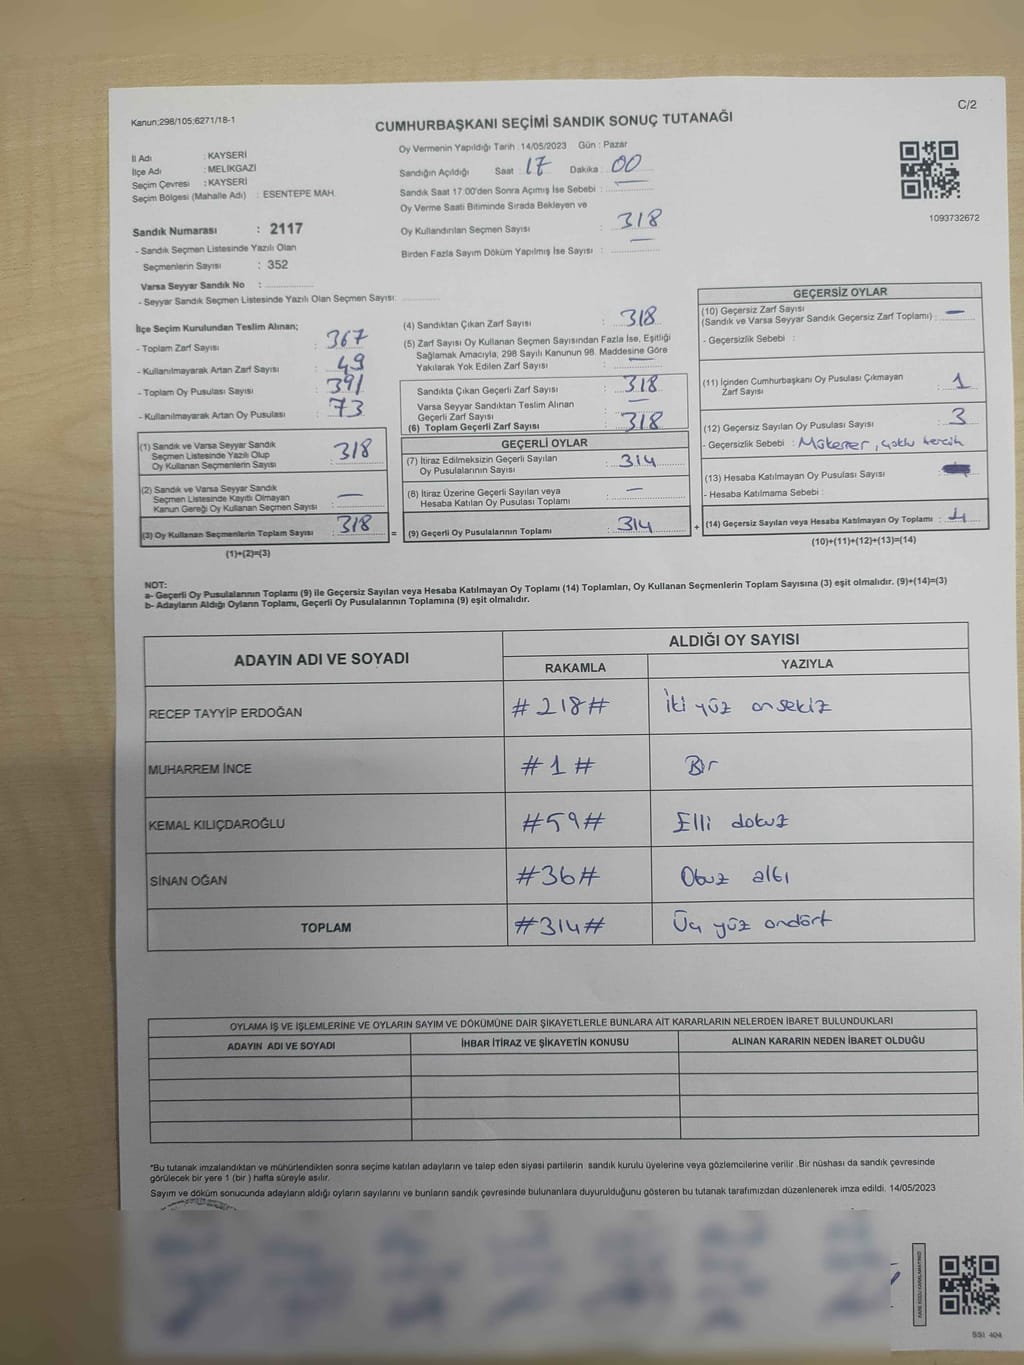 Kanun:298/105;6271/18-1
C/2
CUMHURBAŞKANI SEÇİMİ SANDIK SONUÇ TUTANAĞI
İl Adı : KAYSERİ
İlçe Adı : MELİKGAZİ
Seçim Çevresi : KAYSERİ
Seçim Bölgesi (Mahalle Adı) : ESENTEPE MAH.
Sandık Numarası : 2117
- Sandık Seçmen Listesinde Yazılı Olan
Seçmenlerin Sayısı : 352
Varsa Seyyar Sandık No :
- Seyyar Sandık Seçmen Listesinde Yazılı Olan Seçmen Sayısı:
Oy Vermenin Yapıldığı Tarih :14/05/2023 Gün : Pazar
Sandığın Açıldığı Saat : 17 Dakika : 00
Sandık Saat 17:00'den Sonra Açımış İse Sebebi : —
Oy Verme Saati Bitiminde Sırada Bekleyen ve
Oy Kullandırılan Seçmen Sayısı : 318
Birden Fazla Sayım Döküm Yapılmış İse Sayısı : —
1093732672
İlçe Seçim Kurulundan Teslim Alınan;
- Toplam Zarf Sayısı : 367
- Kullanılmayarak Artan Zarf Sayısı : 49
- Toplam Oy Pusulası Sayısı : 391
- Kullanılmayarak Artan Oy Pusulası : 73
(1) Sandık ve Varsa Seyyar Sandık
Seçmen Listesinde Yazılı Olup
Oy Kullanan Seçmenlerin Sayısı : 318
(2) Sandık ve Varsa Seyyar Sandık
Seçmen Listesinde Kayıtlı Olmayan
Kanun Gereği Oy Kullanan Seçmen Sayısı : —
(3) Oy Kullanan Seçmenlerin Toplam Sayısı : 318
(1)+(2)=(3)
(4) Sandıktan Çıkan Zarf Sayısı : 318
(5) Zarf Sayısı Oy Kullanan Seçmen Sayısından Fazla İse, Eşitliği
Sağlamak Amacıyla, 298 Sayılı Kanunun 98. Maddesine Göre
Yakılarak Yok Edilen Zarf Sayısı : —
Sandıkta Çıkan Geçerli Zarf Sayısı : 318
Varsa Seyyar Sandıktan Teslim Alınan
Geçerli Zarf Sayısı : —
(6) Toplam Geçerli Zarf Sayısı : 318
GEÇERLİ OYLAR
(7) İtiraz Edilmeksizin Geçerli Sayılan
Oy Pusulalarının Sayısı : 314
(8) İtiraz Üzerine Geçerli Sayılan veya
Hesaba Katılan Oy Pusulası Toplamı : —
= (9) Geçerli Oy Pusulalarının Toplamı : 314
GEÇERSİZ OYLAR
(10) Geçersiz Zarf Sayısı
(Sandık ve Varsa Seyyar Sandık Geçersiz Zarf Toplamı) : —
- Geçersizlik Sebebi :
(11) İçinden Cumhurbaşkanı Oy Pusulası Çıkmayan
Zarf Sayısı : 1
(12) Geçersiz Sayılan Oy Pusulası Sayısı : 3
- Geçersizlik Sebebi : Mükerrer, çoklu tercih
(13) Hesaba Katılmayan Oy Pusulası Sayısı :
- Hesaba Katılmama Sebebi :
+ (14) Geçersiz Sayılan veya Hesaba Katılmayan Oy Toplamı : 4
(10)+(11)+(12)+(13)=(14)
NOT:
a- Geçerli Oy Pusulalarının Toplamı (9) ile Geçersiz Sayılan veya Hesaba Katılmayan Oy Toplamı (14) Toplamları, Oy Kullanan Seçmenlerin Toplam Sayısına (3) eşit olmalıdır. (9)+(14)=(3)
b- Adayların Aldığı Oyların Toplamı, Geçerli Oy Pusulalarının Toplamına (9) eşit olmalıdır.
ADAYIN ADI VE SOYADI
ALDIĞI OY SAYISI
RAKAMLA YAZIYLA
RECEP TAYYİP ERDOĞAN #218# İki yüz onsekiz
MUHARREM İNCE #1# Bir
KEMAL KILIÇDAROĞLU #59# Elli dokuz
SİNAN OĞAN #36# Otuz altı
TOPLAM #314# Üç yüz ondört
OYLAMA İŞ VE İŞLEMLERİNE VE OYLARIN SAYIM VE DÖKÜMÜNE DAİR ŞİKAYETLERLE BUNLARA AİT KARARLARIN NELERDEN İBARET BULUNDUKLARI
ADAYIN ADI VE SOYADI İHBAR İTİRAZ VE ŞİKAYETİN KONUSU ALINAN KARARIN NEDEN İBARET OLDUĞU
*Bu tutanak imzalandıktan ve mühürlendikten sonra seçime katılan adayların ve talep eden siyasi partilerin sandık kurulu üyelerine veya gözlemcilerine verilir .Bir nüshası da sandık çevresinde
görülecek bir yere 1 (bir ) hafta süreyle asılır.
Sayım ve döküm sonucunda adayların aldığı oyların sayılarını ve bunların sandık çevresinde bulunanlara duyurulduğunu gösteren bu tutanak tarafımızdan düzenlenerek imza edildi. 14/05/2023